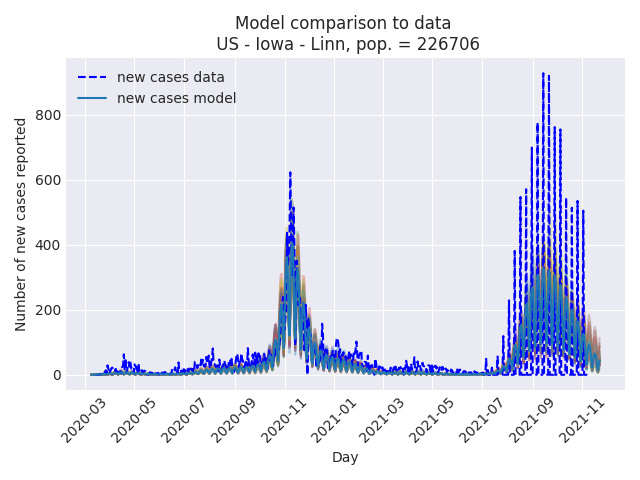 Model comparison to data
US - Iowa - Linn, pop. = 226706
new cases data
new cases model
Number of new cases reported
800
600
400
200
0
2020-03
2020-05
2020-07
2020-09
2020-11
2021-01
2021-03
2021-05
2021-07
2021-09
2021-11
Day